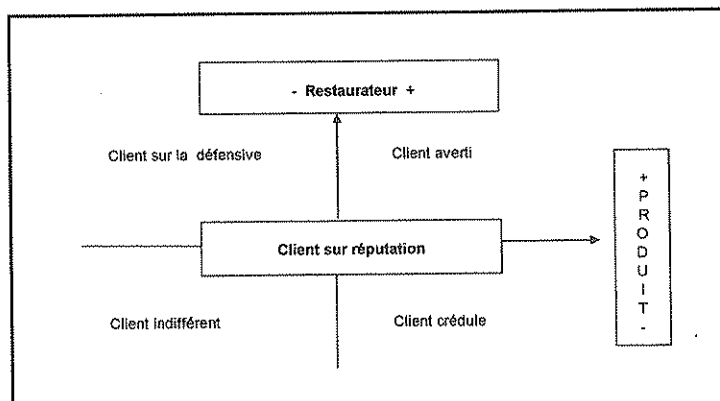 - Restaurateur +
Client sur la défensive
Client averti
+
P
R
O
D
U
I
T
-
Client sur réputation
Client indifférent
Client crédule